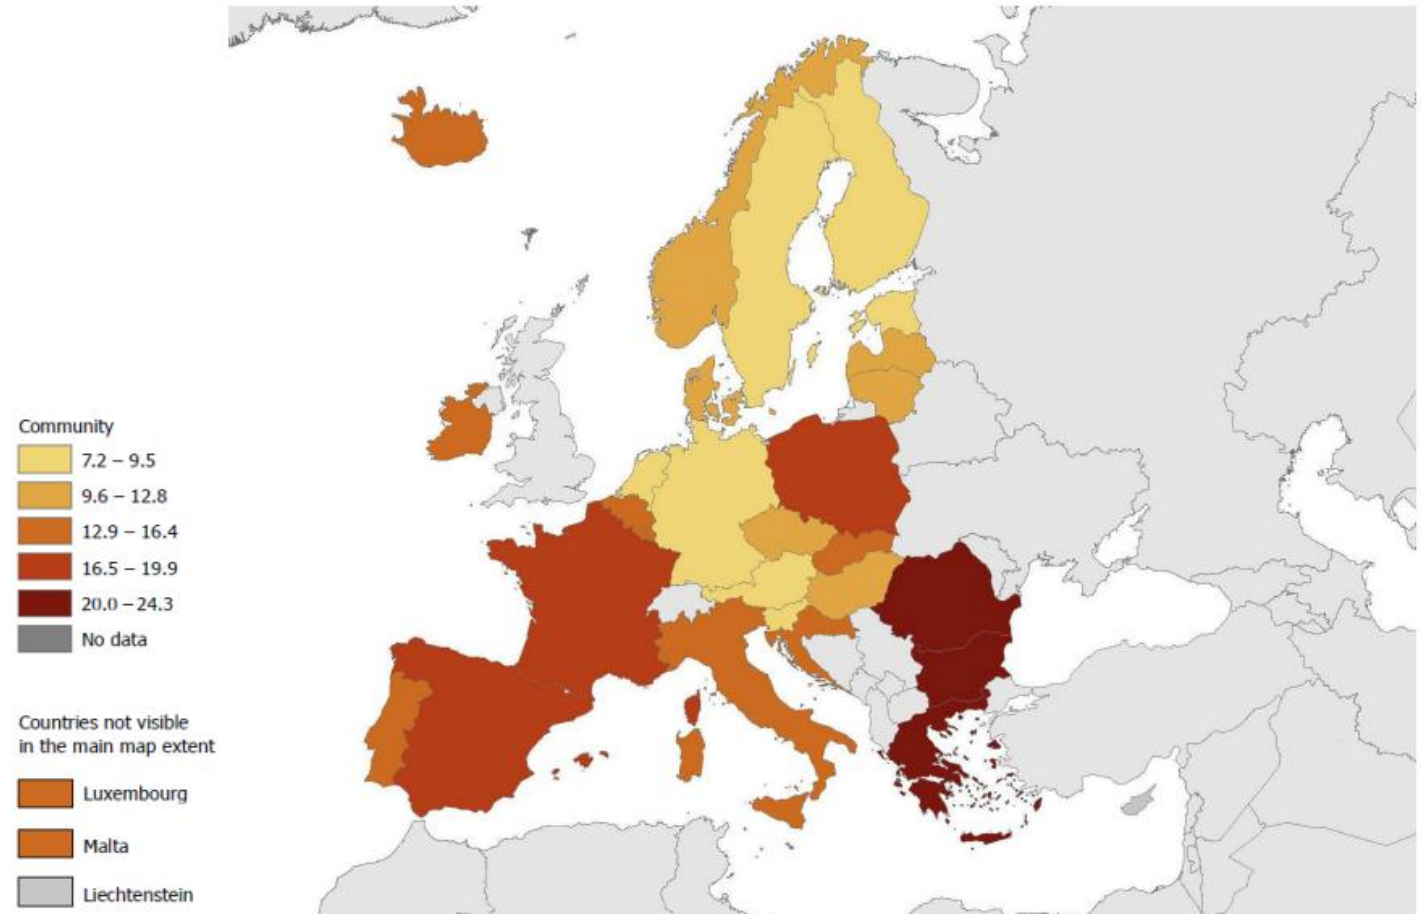 Community
7.2 – 9.5
9.6 – 12.8
12.9 – 16.4
16.5 – 19.9
20.0 – 24.3
No data
Countries not visible
in the main map extent
Luxembourg
Malta
Liechtenstein